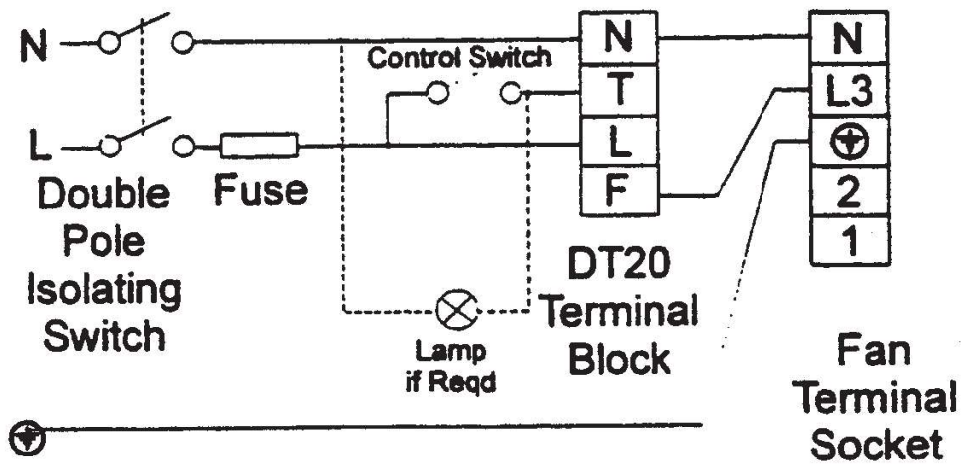 N
L
Double
Pole
Isolating
Switch
Fuse
Control Switch
Lamp
if Reqd
N
T
L
F
DT20
Terminal
Block
N
L3
2
1
Fan
Terminal
Socket